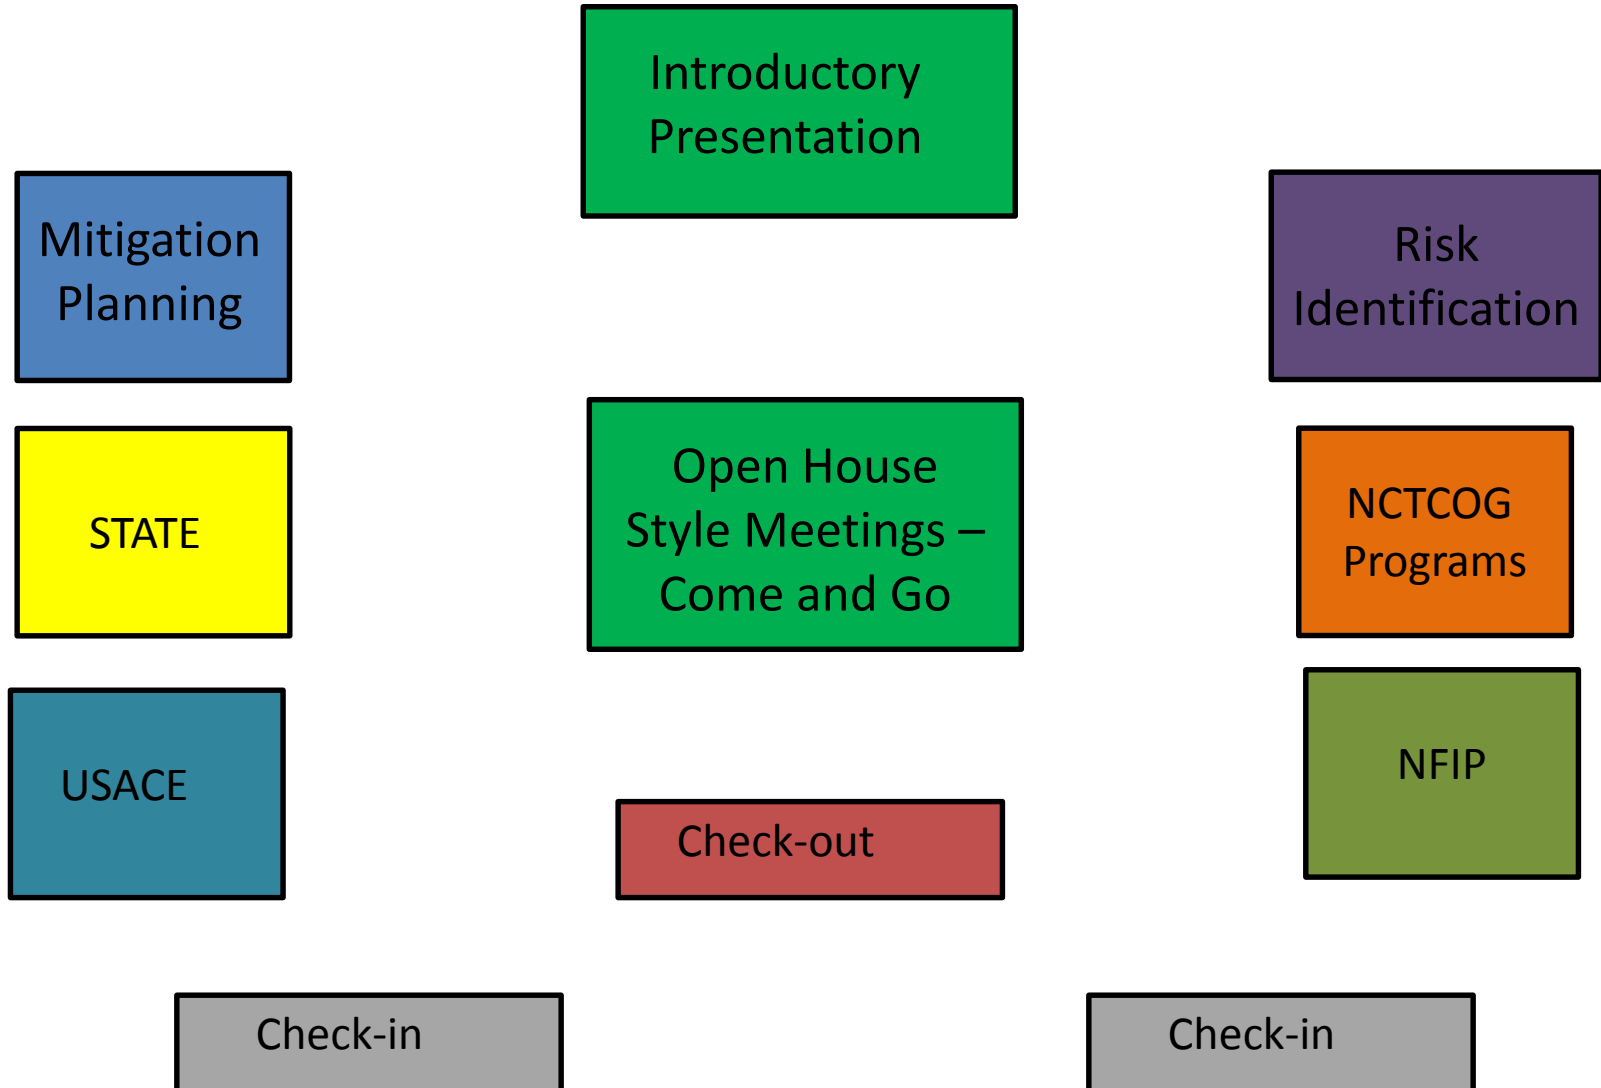 Introductory
Presentation
Mitigation
Planning
Risk
Identification
STATE
Open House
Style Meetings –
Come and Go
NCTCOG
Programs
USACE
NFIP
Check-out
Check-in
Check-in